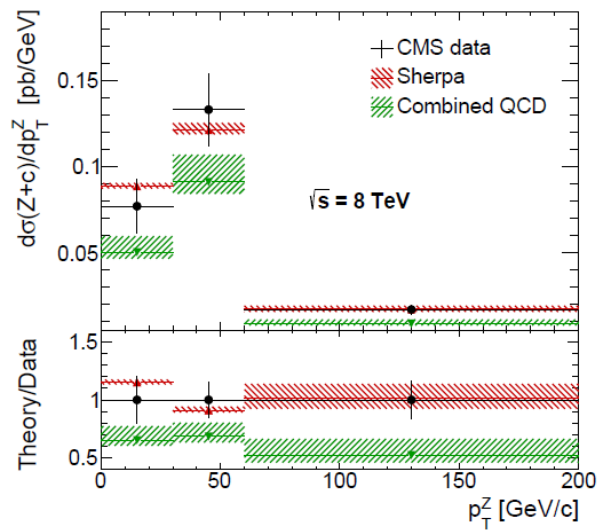 dσ(Z+c)/dp_T^Z [pb/GeV]
0.15
0.1
0.05
CMS data
Sherpa
Combined QCD
√s = 8 TeV
Theory/Data
1.5
1
0.5
0 50 100 150 200
p_T^Z [GeV/c]